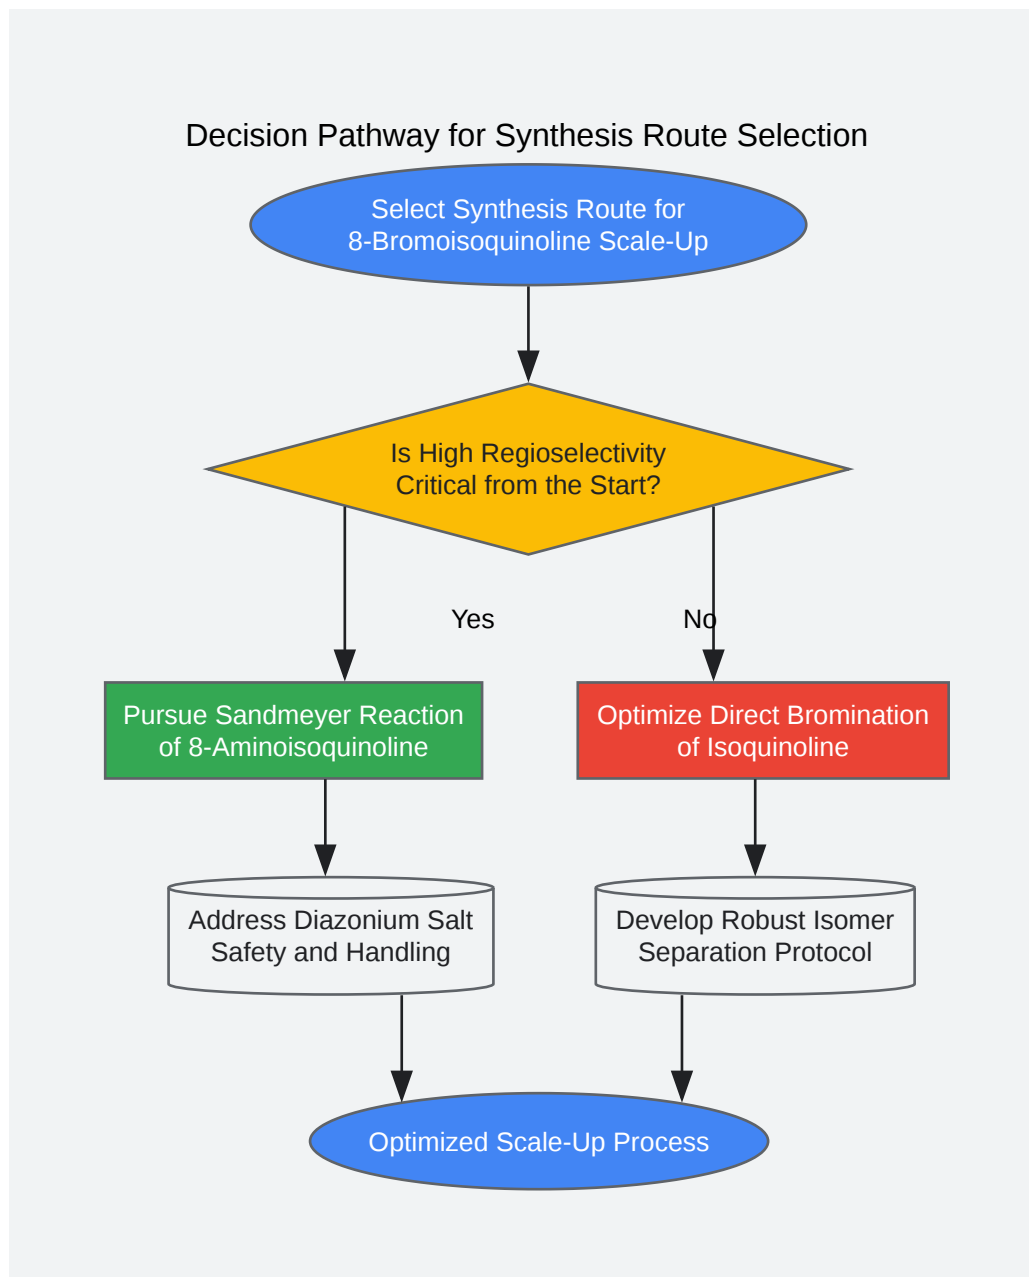 Decision Pathway for Synthesis Route Selection
Select Synthesis Route for
8-Bromoisoquinoline Scale-Up
Is High Regioselectivity
Critical from the Start?
Yes
No
Pursue Sandmeyer Reaction
of 8-Aminoisoquinoline
Optimize Direct Bromination
of Isoquinoline
Address Diazonium Salt
Safety and Handling
Develop Robust Isomer
Separation Protocol
Optimized Scale-Up Process